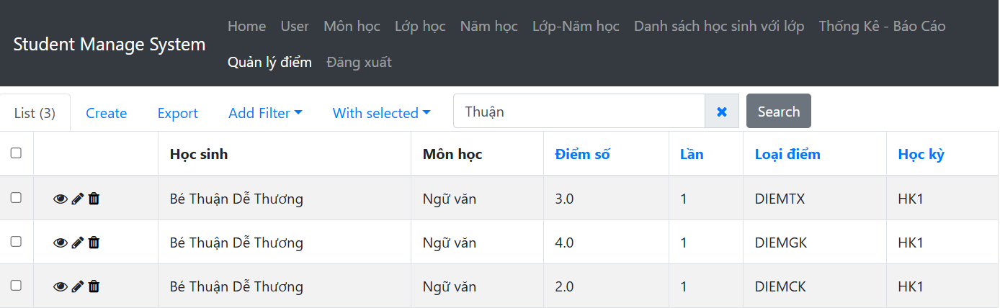 Student Manage System
Home User Môn học Lớp học Năm học Lớp-Năm học Danh sách học sinh với lớp Thống Kê - Báo Cáo
Quản lý điểm Đăng xuất
List (3) Create Export Add Filter With selected Thuận Search
Học sinh Môn học Điểm số Lần Loại điểm Học kỳ
Bé Thuận Dễ Thương Ngữ văn 3.0 1 DIEMTX HK1
Bé Thuận Dễ Thương Ngữ văn 4.0 1 DIEMGK HK1
Bé Thuận Dễ Thương Ngữ văn 2.0 1 DIEMCK HK1